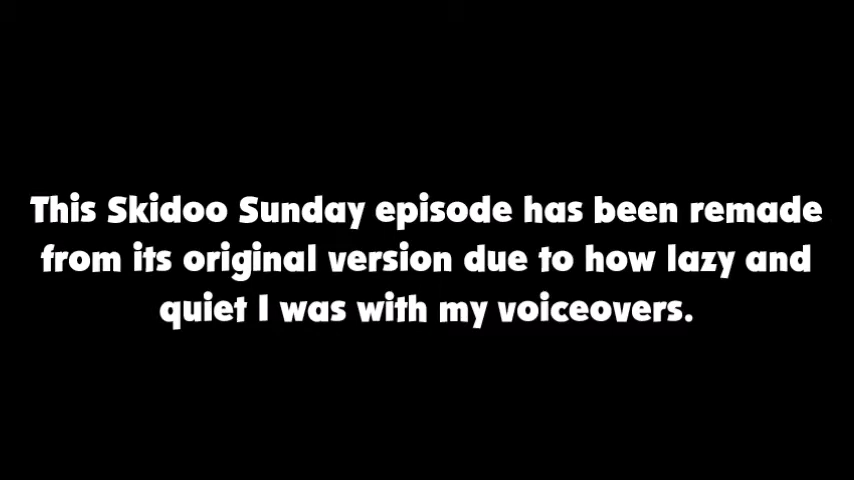 This Skidoo Sunday episode has been remade
from its original version due to how lazy and
quiet I was with my voiceovers.